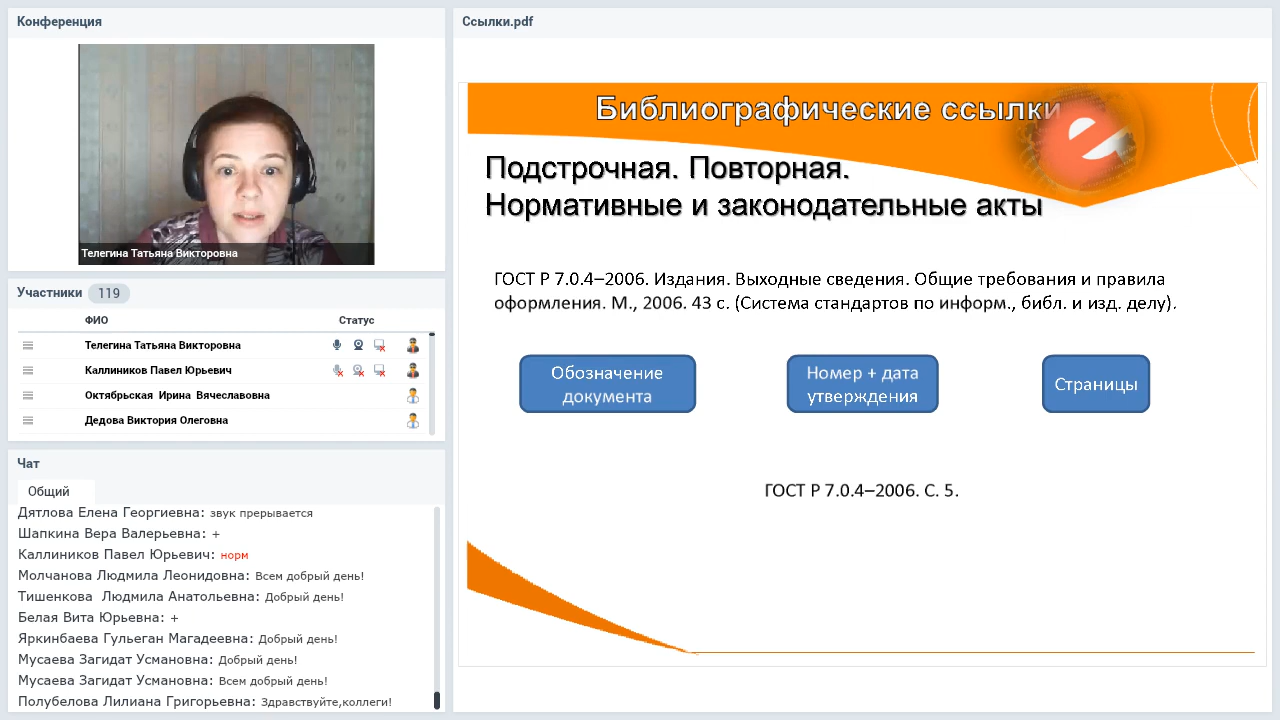 Конференция
Телегина Татьяна Викторовна
Участники 119
ФИО Статус
Телегина Татьяна Викторовна
Каллиников Павел Юрьевич
Октябрьская Ирина Вячеславовна
Дедова Виктория Олеговна
Чат
Общий
Дятлова Елена Георгиевна: звук прерывается
Шапкина Вера Валерьевна: +
Каллиников Павел Юрьевич: норм
Молчанова Людмила Леонидовна: Всем добрый день!
Тишенкова Людмила Анатольевна: Добрый день!
Белая Вита Юрьевна: +
Яркинбаева Гульеган Магадеевна: Добрый день!
Мусаева Загидат Усмановна: Добрый день!
Мусаева Загидат Усмановна: Всем добрый день!
Полубелова Лилиана Григорьевна: Здравствуйте,коллеги!
Ссылки.pdf
Библиографические ссылки
Подстрочная. Повторная.
Нормативные и законодательные акты
ГОСТ Р 7.0.4–2006. Издания. Выходные сведения. Общие требования и правила
оформления. М., 2006. 43 с. (Система стандартов по информ., библ. и изд. делу).
Обозначение
документа
Номер + дата
утверждения
Страницы
ГОСТ Р 7.0.4–2006. С. 5.